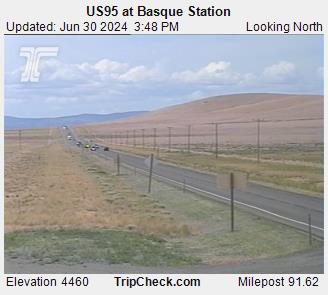 US95 at Basque Station
Updated: Jun 30 2024 3:48 PM Looking North
Elevation 4460 TripCheck.com Milepost 91.62